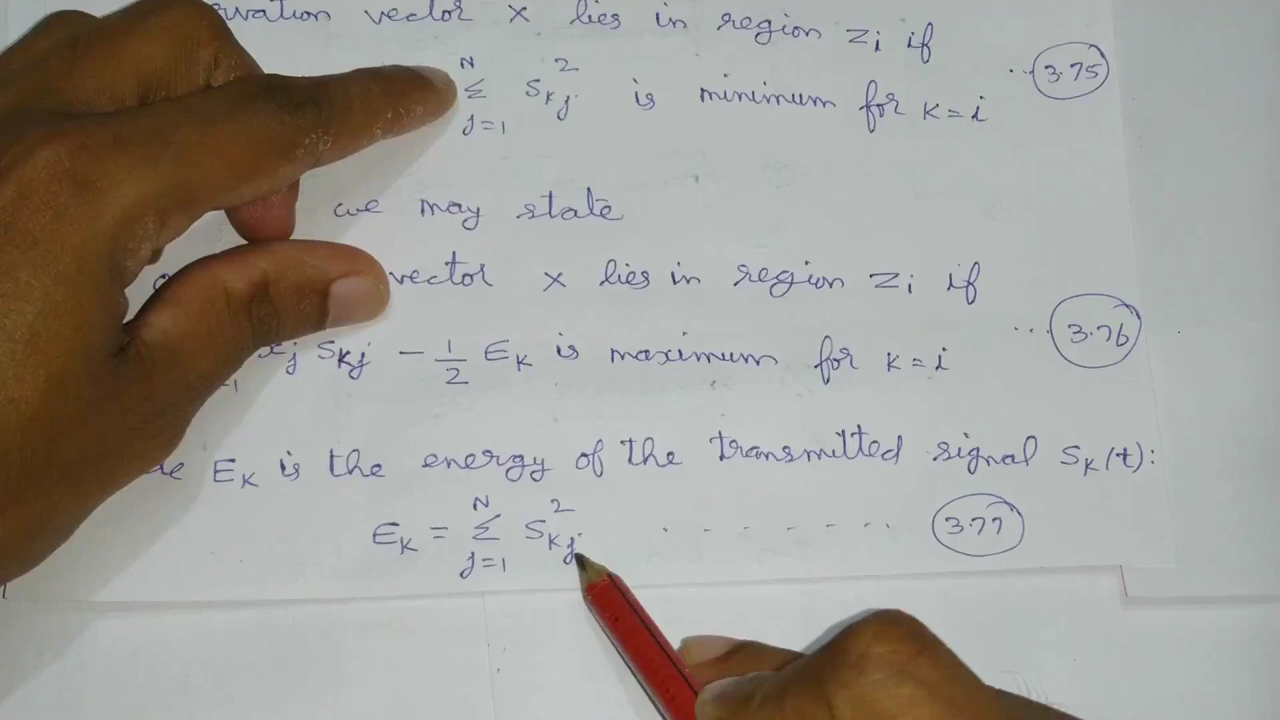 vector x lies in region Zi if
N Σ j=1 Skj² is minimum for K=i ...(3.75)
we may state
vector x lies in region Zi if
xj Skj - 1/2 EK is maximum for K=i ...(3.76)
EK is the energy of the transmitted signal SK(t):
EK = N Σ j=1 Skj² . - - - - - .. (3.77)